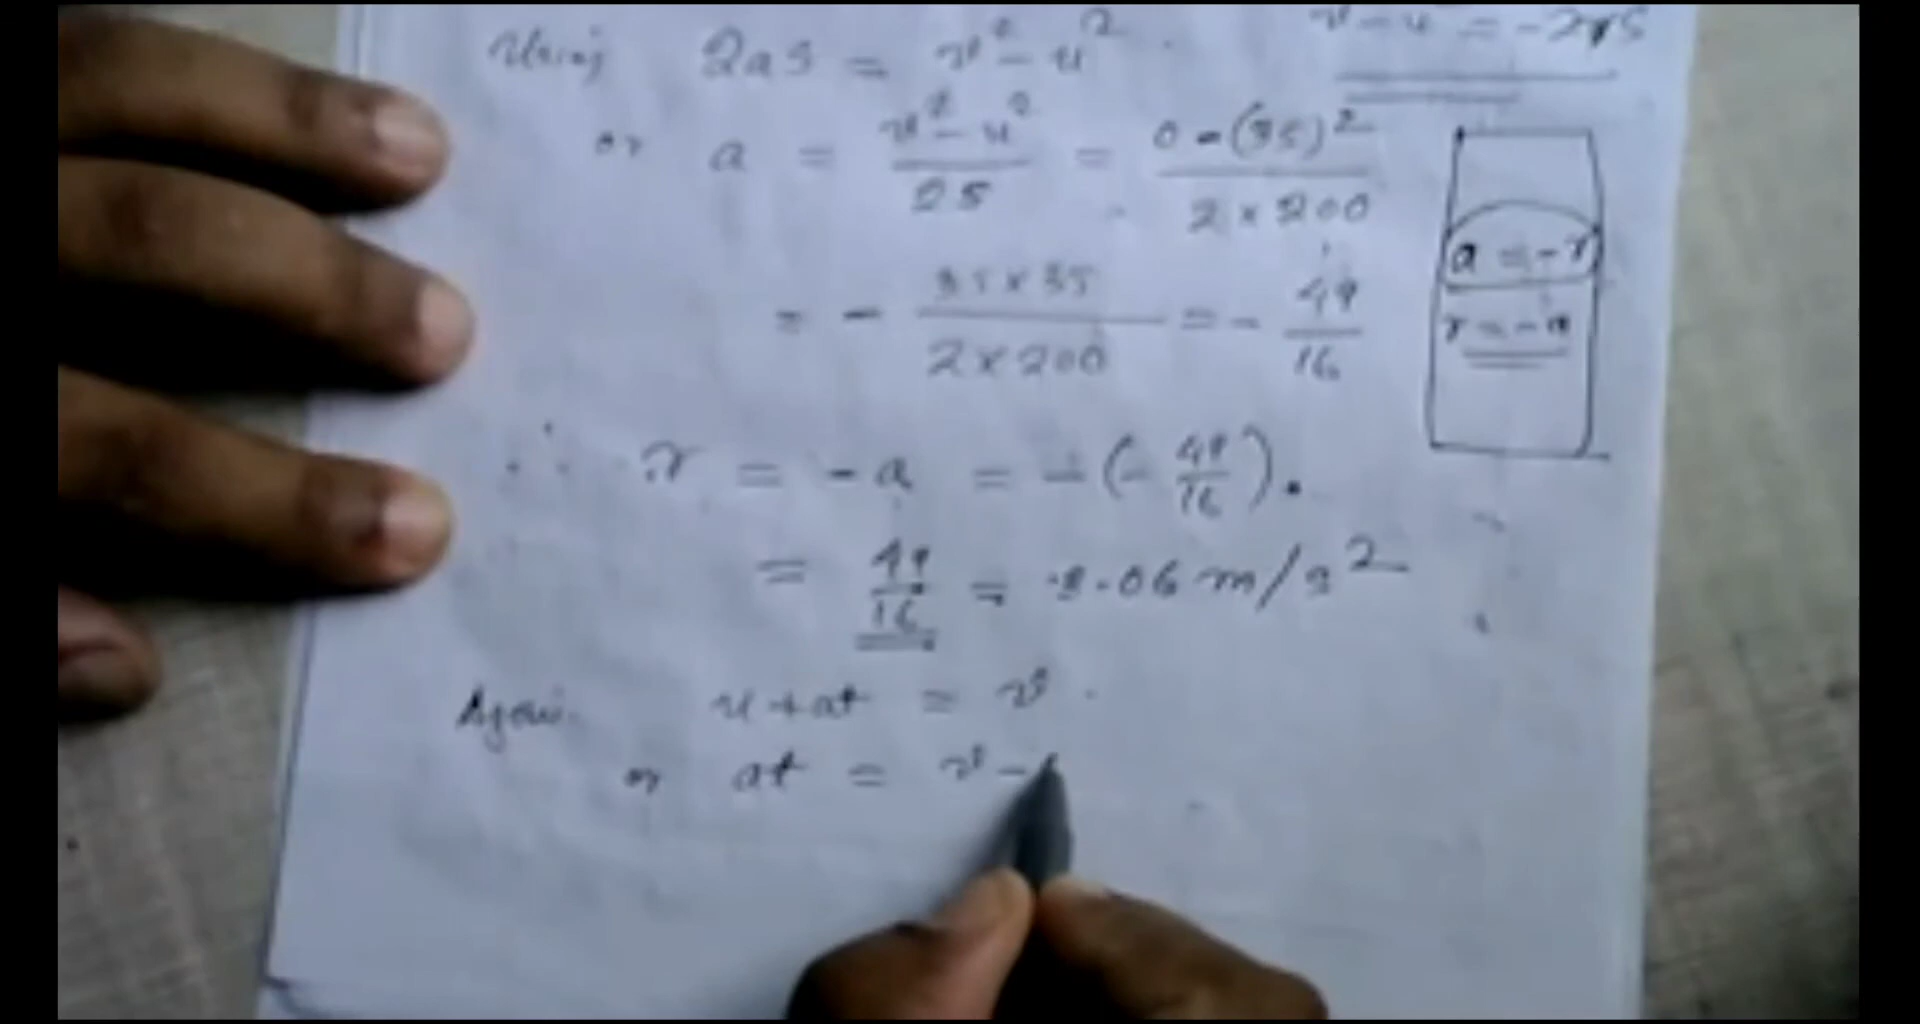 Using 2as = v² - u².
v - u = -2rs
or a = v² - u² / 2s = 0 - (35)² / 2 × 200
= - 35 × 35 / 2 × 200 = - 49 / 16
a = - r
r = - a
∴ r = - a = - (- 49/16).
= 49/16 = 3.06 m/s²
Again u + at = v.
or at = v -